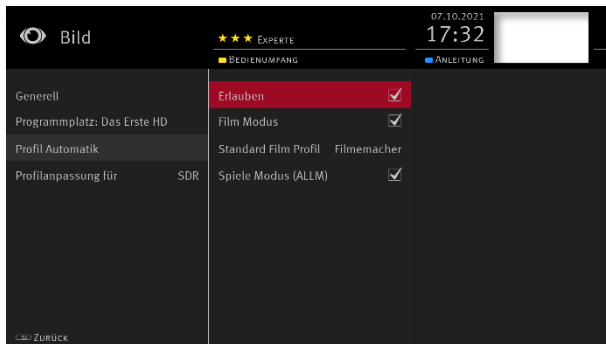 Bild
★★★ EXPERTE
BEDIENUMFANG
07.10.2021
17:32
ANLEITUNG
Generell
Programmplatz: Das Erste HD
Profil Automatik
Profilanpassung für SDR
Erlauben
Film Modus
Standard Film Profil Filmemacher
Spiele Modus (ALLM)
ZURÜCK